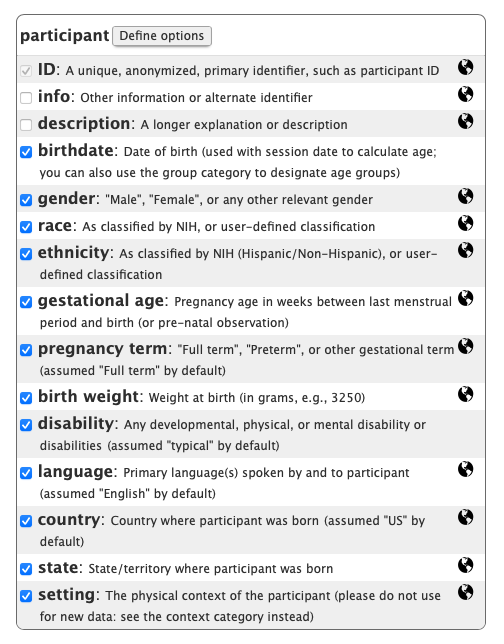 participant Define options
ID: A unique, anonymized, primary identifier, such as participant ID
info: Other information or alternate identifier
description: A longer explanation or description
birthdate: Date of birth (used with session date to calculate age;
you can also use the group category to designate age groups)
gender: "Male", "Female", or any other relevant gender
race: As classified by NIH, or user-defined classification
ethnicity: As classified by NIH (Hispanic/Non-Hispanic), or user-
defined classification
gestational age: Pregnancy age in weeks between last menstrual
period and birth (or pre-natal observation)
pregnancy term: "Full term", "Preterm", or other gestational term
(assumed "Full term" by default)
birth weight: Weight at birth (in grams, e.g., 3250)
disability: Any developmental, physical, or mental disability or
disabilities (assumed "typical" by default)
language: Primary language(s) spoken by and to participant
(assumed "English" by default)
country: Country where participant was born (assumed "US" by
default)
state: State/territory where participant was born
setting: The physical context of the participant (please do not use
for new data: see the context category instead)